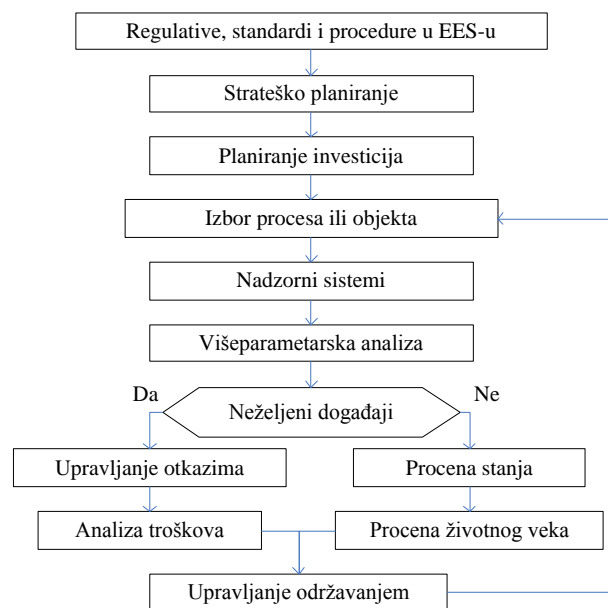 Regulative, standardi i procedure u EES-u
Strateško planiranje
Planiranje investicija
Izbor procesa ili objekta
Nadzorni sistemi
Višeparametarska analiza
Da
Neželjeni događaji
Ne
Upravljanje otkazima
Procena stanja
Analiza troškova
Procena životnog veka
Upravljanje održavanjem